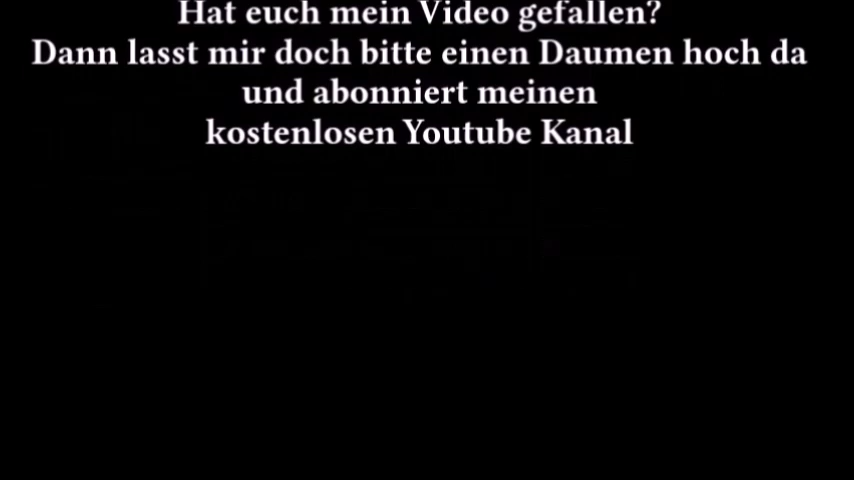 Hat euch mein Video gefallen?
Dann lasst mir doch bitte einen Daumen hoch da
und abonniert meinen
kostenlosen Youtube Kanal